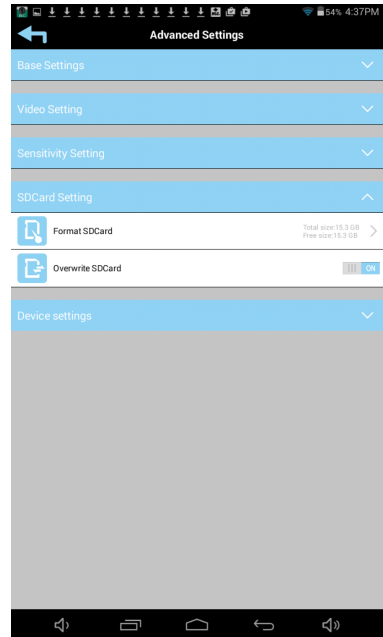 54% 4:37PM
Advanced Settings
Base Settings
Video Setting
Sensitivity Setting
SDCard Setting
Format SDCard
Total size:15.3 GB
Free size:15.3 GB
Overwrite SDCard
ON
Device settings